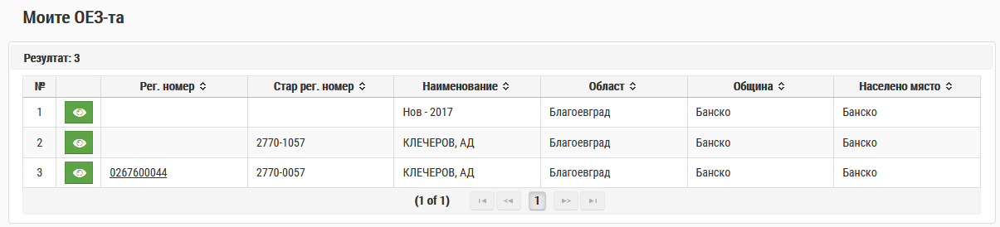 Моите ОЕЗ-та
Резултат: 3
№ Рег. номер Стар рег. номер Наименование Област Община Населено място
1 Нов - 2017 Благоевград Банско Банско
2 2770-1057 КЛЕЧЕРОВ, АД Благоевград Банско Банско
3 0267600044 2770-0057 КЛЕЧЕРОВ, АД Благоевград Банско Банско
(1 of 1) 1